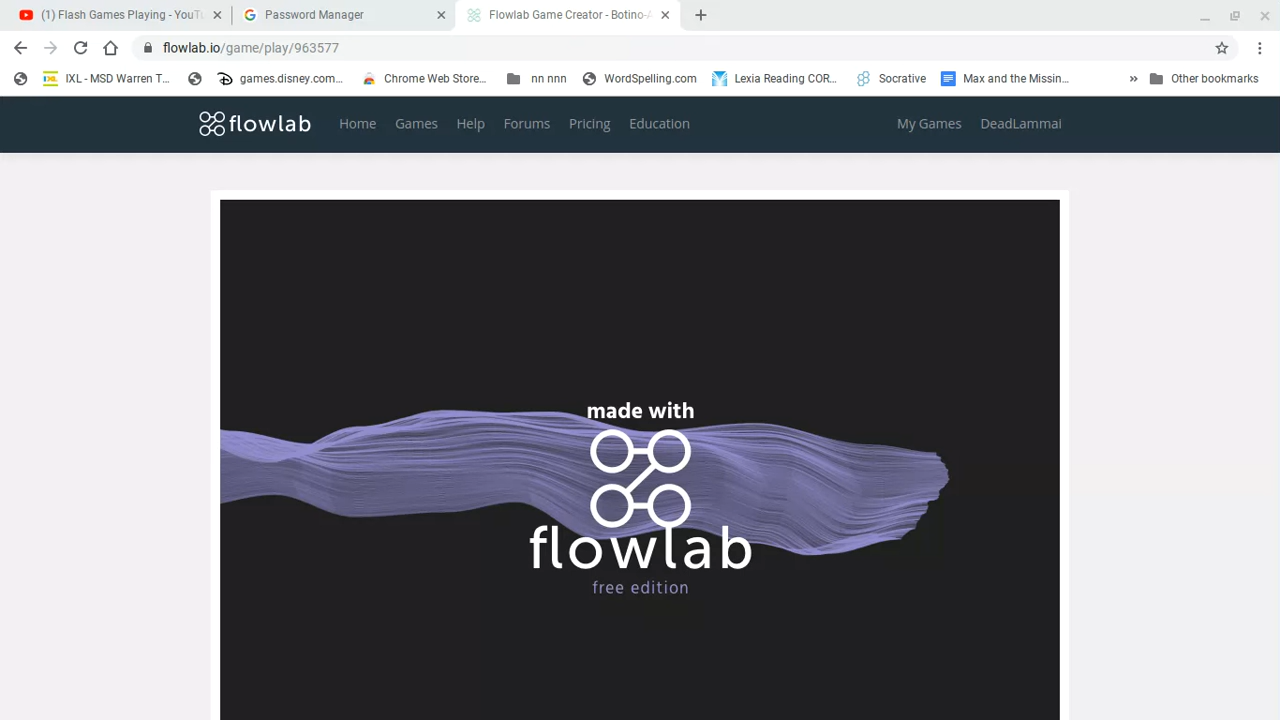 (1) Flash Games Playing - YouTu
Password Manager
Flowlab Game Creator - Botino-A
flowlab.io/game/play/963577
IXL - MSD Warren T...
games.disney.com...
Chrome Web Store...
nn nnn
WordSpelling.com
Lexia Reading COR...
Socrative
Max and the Missin...
»
Other bookmarks
flowlab
Home
Games
Help
Forums
Pricing
Education
My Games
DeadLammai
made with
flowlab
free edition